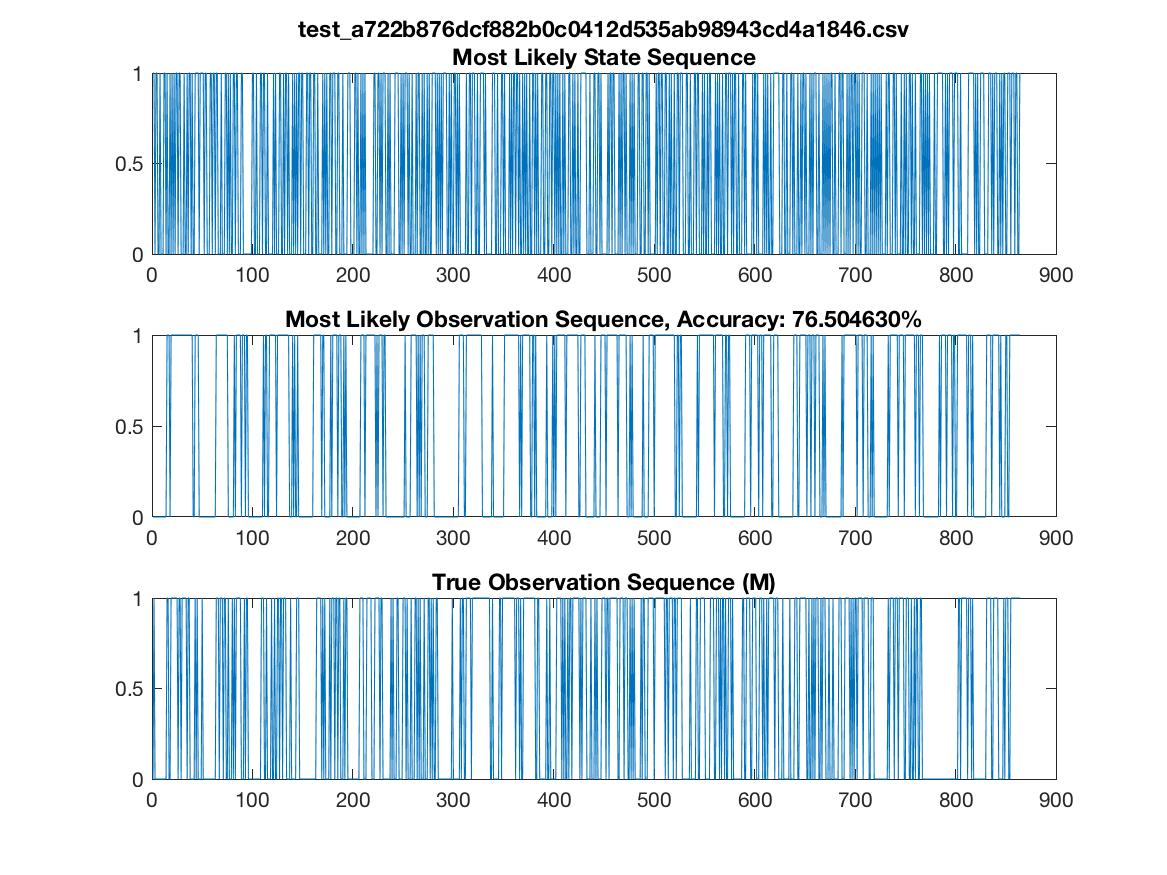 test_a722b876dcf882b0c0412d535ab98943cd4a1846.csv
Most Likely State Sequence
1
0.5
0
0 100 200 300 400 500 600 700 800 900
Most Likely Observation Sequence, Accuracy: 76.504630%
1
0.5
0
0 100 200 300 400 500 600 700 800 900
True Observation Sequence (M)
1
0.5
0
0 100 200 300 400 500 600 700 800 900